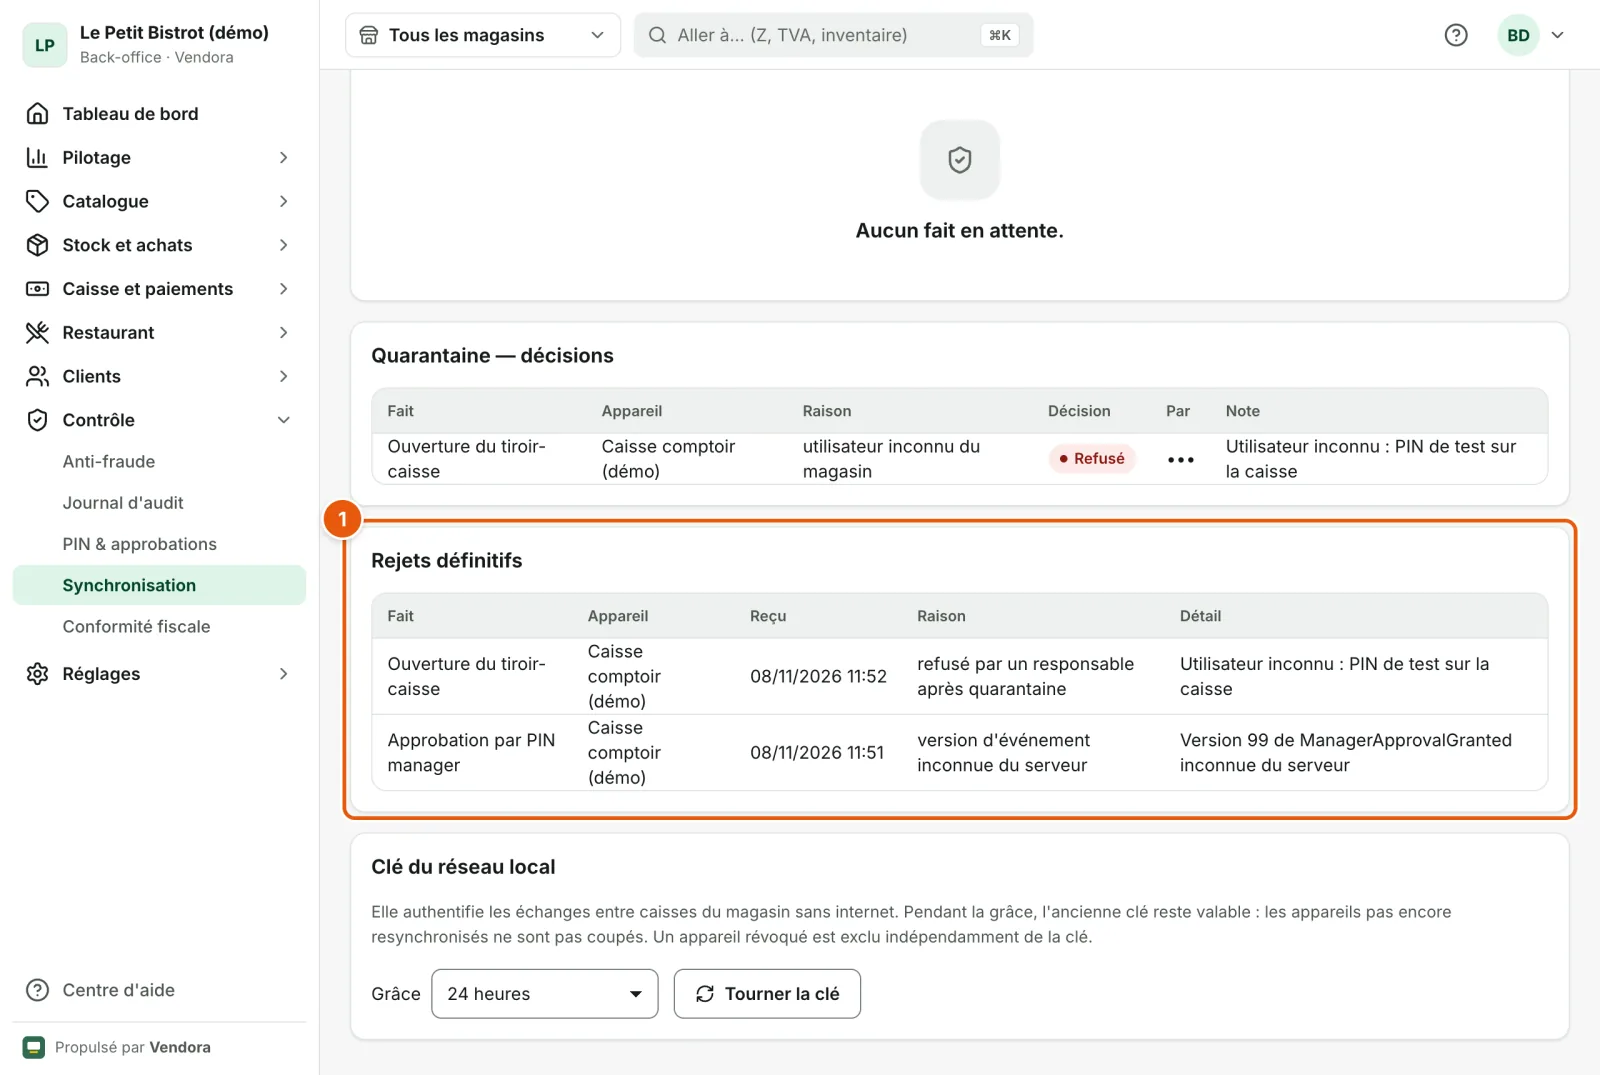 LP
Le Petit Bistrot (démo)
Back-office · Vendora
Tous les magasins
Aller à... (Z, TVA, inventaire)
⌘K
BD
Tableau de bord
Pilotage
Catalogue
Stock et achats
Caisse et paiements
Restaurant
Clients
Contrôle
Anti-fraude
Journal d'audit
PIN & approbations
Synchronisation
Conformité fiscale
Réglages
Centre d'aide
Propulsé par Vendora
Aucun fait en attente.
Quarantaine — décisions
Fait Appareil Raison Décision Par Note
Ouverture du tiroir- Caisse comptoir utilisateur inconnu du Refusé Utilisateur inconnu : PIN de test sur
caisse (démo) magasin la caisse
1
Rejets définitifs
Fait Appareil Reçu Raison Détail
Ouverture du tiroir-
caisse
Caisse
comptoir
(démo)
08/11/2026 11:52
refusé par un responsable
après quarantaine
Utilisateur inconnu : PIN de test sur la
caisse
Approbation par PIN
manager
Caisse
comptoir
(démo)
08/11/2026 11:51
version d'événement
inconnue du serveur
Version 99 de ManagerApprovalGranted
inconnue du serveur
Clé du réseau local
Elle authentifie les échanges entre caisses du magasin sans internet. Pendant la grâce, l'ancienne clé reste valable : les appareils pas encore
resynchronisés ne sont pas coupés. Un appareil révoqué est exclu indépendamment de la clé.
Grâce 24 heures Tourner la clé